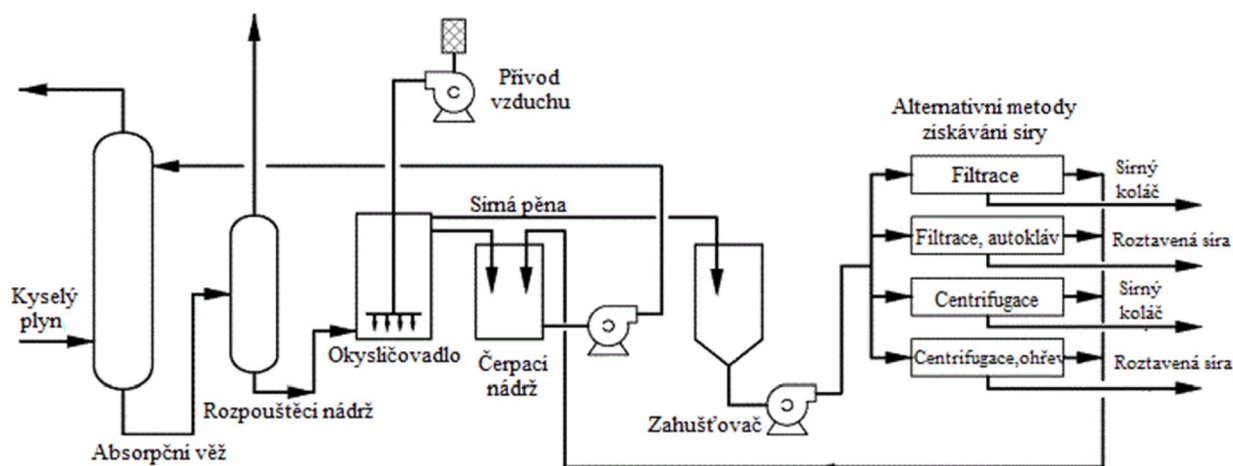 Přívod
vzduchu
Alternativní metody
získávání síry
Filtrace
Sirný
koláč
Sirná pěna
Filtrace, autokláv
Roztavená síra
Kyselý
plyn
Centrifugace
Sirný
koláč
Okysličovadlo
Čerpací
nádrž
Centrifugace,ohřev
Roztavená síra
Rozpouštěcí nádrž
Zahušťovač
Absorpční věž